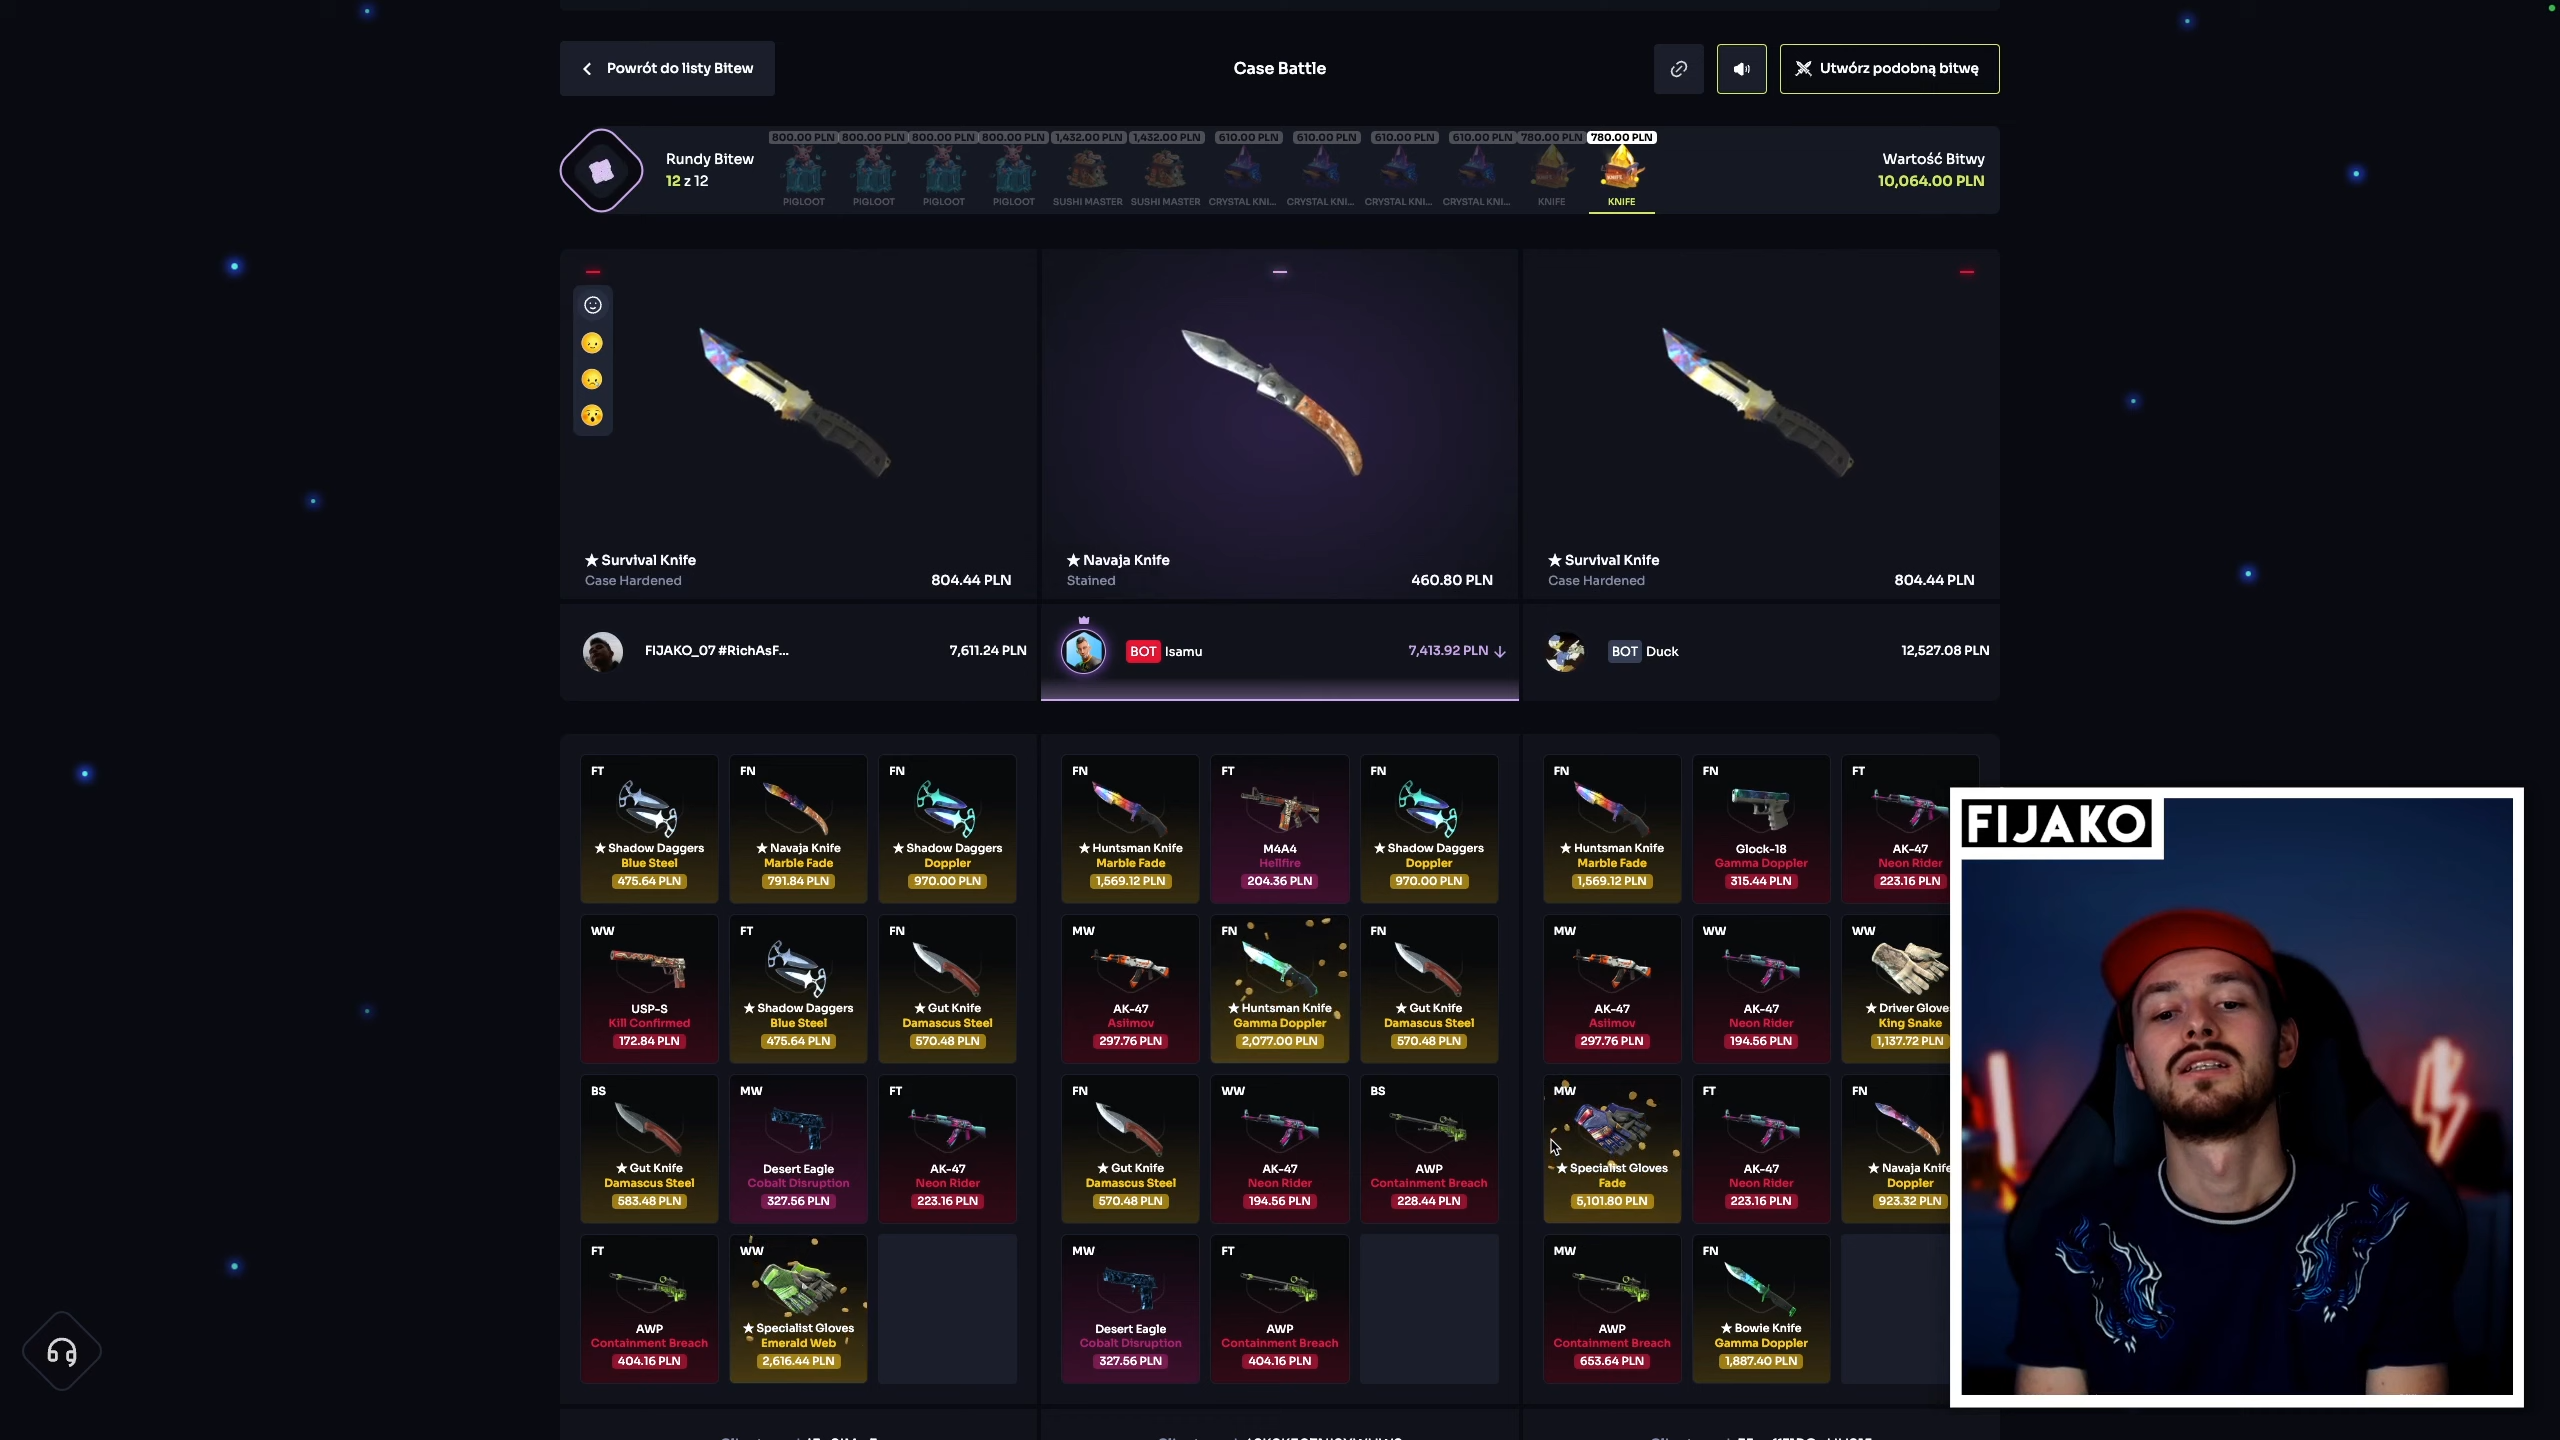 Powrót do listy Bitew
Case Battle
Utwórz podobną bitwę
800.00 PLN 800.00 PLN 800.00 PLN 800.00 PLN 1,432.00 PLN 1,432.00 PLN 610.00 PLN 610.00 PLN 610.00 PLN 610.00 PLN 780.00 PLN 780.00 PLN
Rundy Bitew
12 z 12
PIGLOOT PIGLOOT PIGLOOT PIGLOOT SUSHI MASTER SUSHI MASTER CRYSTAL KNI... CRYSTAL KNI... CRYSTAL KNI... CRYSTAL KNI... KNIFE KNIFE
Wartość Bitwy
10,064.00 PLN
★ Survival Knife
Case Hardened 804.44 PLN
★ Navaja Knife
Stained 460.80 PLN
★ Survival Knife
Case Hardened 804.44 PLN
FIJAKO_07 #RichAsF... 7,611.24 PLN
BOT Isamu 7,413.92 PLN
BOT Duck 12,527.08 PLN
FT
★ Shadow Daggers
Blue Steel
475.64 PLN
FN
★ Navaja Knife
Marble Fade
791.84 PLN
FN
★ Shadow Daggers
Doppler
970.00 PLN
WW
USP-S
Kill Confirmed
172.84 PLN
FT
★ Shadow Daggers
Blue Steel
475.64 PLN
FN
★ Gut Knife
Damascus Steel
570.48 PLN
BS
★ Gut Knife
Damascus Steel
583.48 PLN
MW
Desert Eagle
Cobalt Disruption
327.56 PLN
FT
AK-47
Neon Rider
223.16 PLN
FT
AWP
Containment Breach
404.16 PLN
WW
★ Specialist Gloves
Emerald Web
2,616.44 PLN
FN
★ Huntsman Knife
Marble Fade
1,569.12 PLN
FT
M4A4
Hellfire
204.36 PLN
FN
★ Shadow Daggers
Doppler
970.00 PLN
MW
AK-47
Asiimov
297.76 PLN
FN
★ Huntsman Knife
Gamma Doppler
2,077.00 PLN
FN
★ Gut Knife
Damascus Steel
570.48 PLN
FN
★ Gut Knife
Damascus Steel
570.48 PLN
WW
AK-47
Neon Rider
194.56 PLN
BS
AWP
Containment Breach
228.44 PLN
MW
Desert Eagle
Cobalt Disruption
327.56 PLN
FT
AWP
Containment Breach
404.16 PLN
FN
★ Huntsman Knife
Marble Fade
1,569.12 PLN
FN
Glock-18
Gamma Doppler
315.44 PLN
FT
AK-47
Neon Rider
223.16 PLN
MW
AK-47
Asiimov
297.76 PLN
WW
AK-47
Neon Rider
194.56 PLN
WW
★ Driver Glove
King Snake
1,137.72 PLN
MW
★ Specialist Gloves
Fade
5,101.80 PLN
FT
AK-47
Neon Rider
223.16 PLN
FN
★ Navaja Knife
Doppler
923.32 PLN
MW
AWP
Containment Breach
653.64 PLN
FN
★ Bowie Knife
Gamma Doppler
1,887.40 PLN
FIJAKO